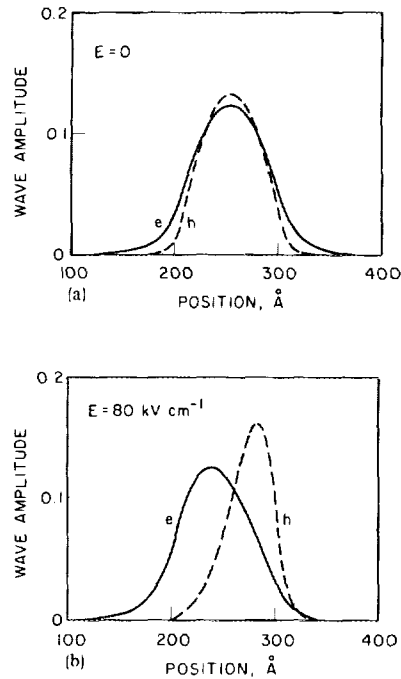 0.2
E = 0
WAVE AMPLITUDE
0.1
e h
0
100 200 300 400
(a)
POSITION, Å
0.2
E = 80 kV cm⁻¹
WAVE AMPLITUDE
0.1
e h
0
100 200 300 400
(b)
POSITION, Å